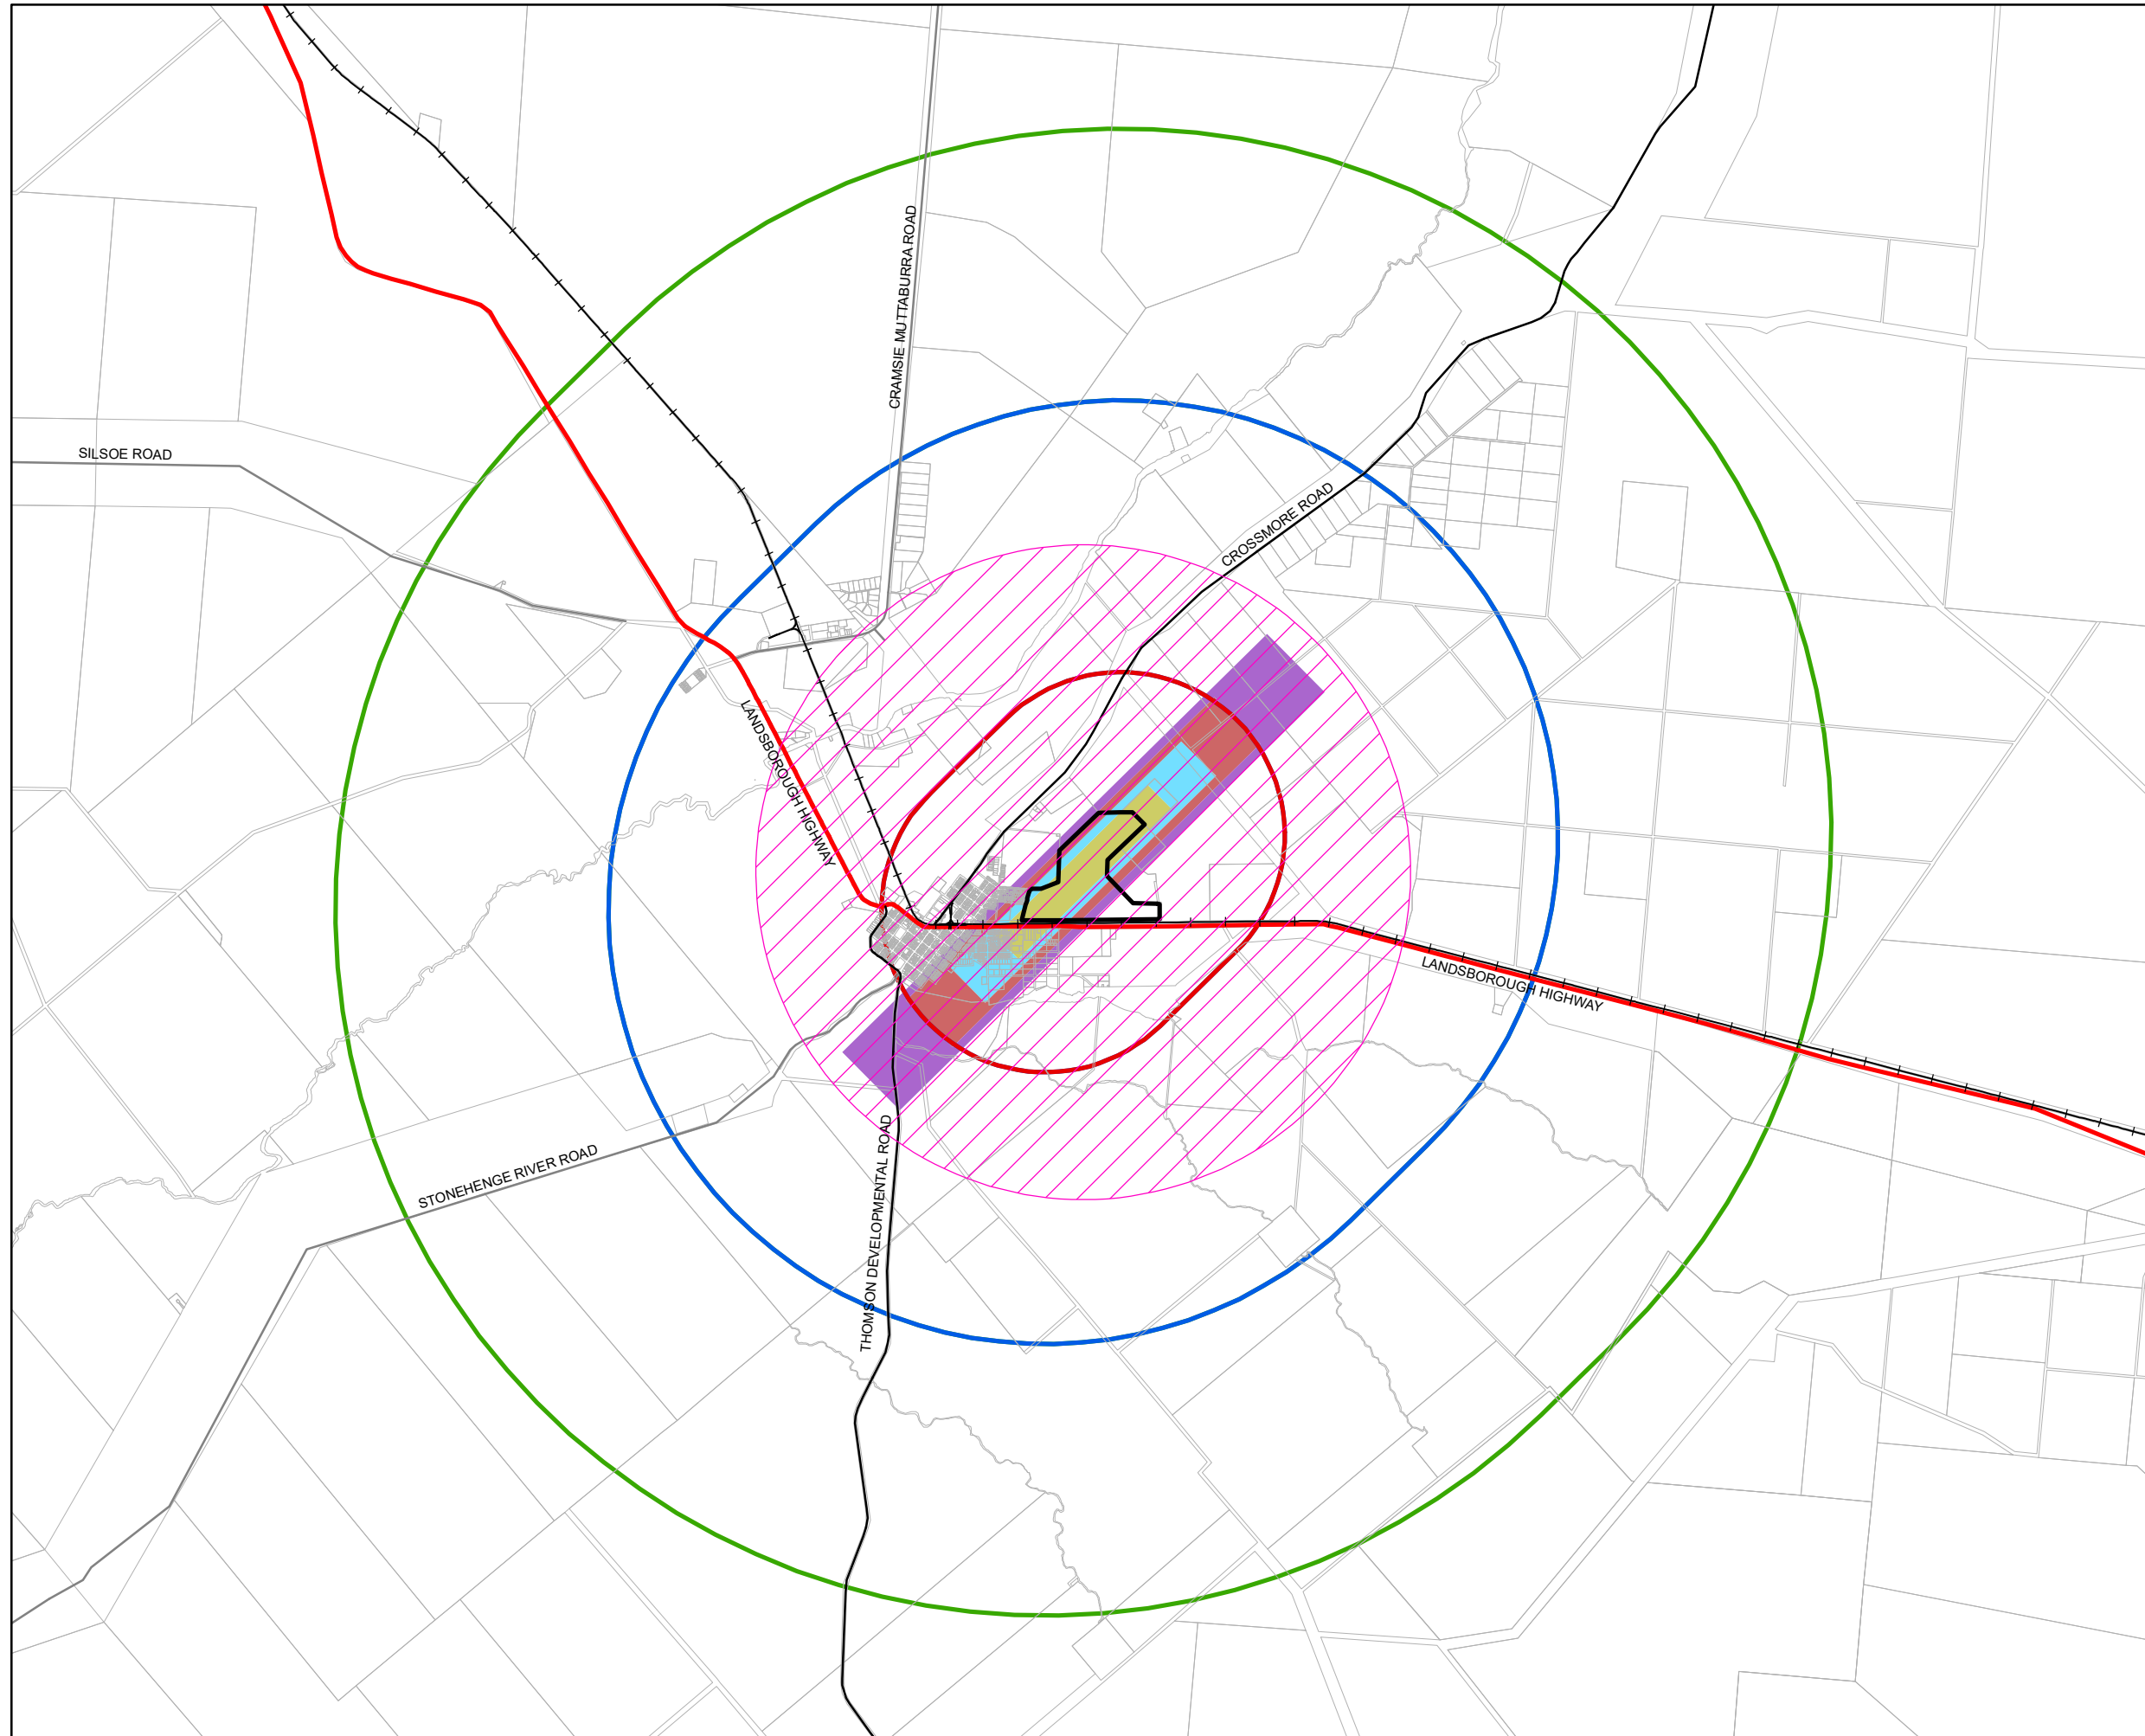 CRAMSIE MUTTABURRA ROAD
SILSOE ROAD
CROSSMORE ROAD
LANDSBOROUGH HIGHWAY
LANDSBOROUGH HIGHWAY
STONEHENGE RIVER ROAD
THOMSON DEVELOPMENTAL ROAD